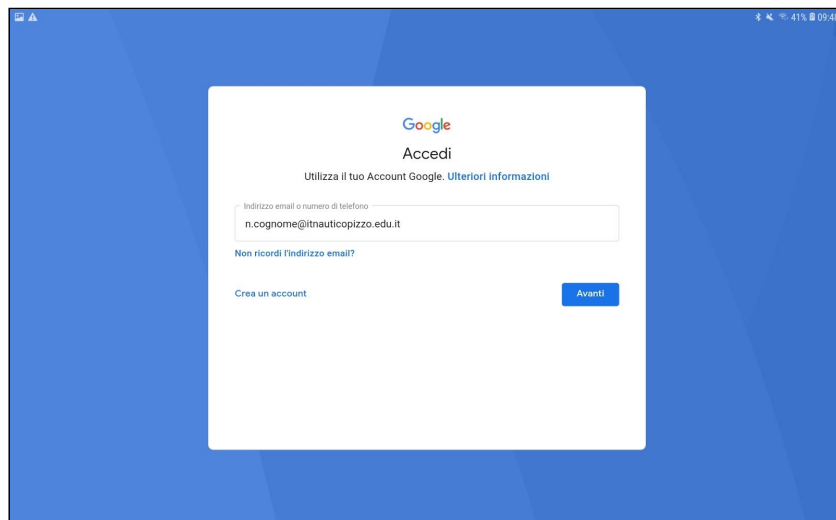 41% 09:48
Google
Accedi
Utilizza il tuo Account Google. Ulteriori informazioni
Indirizzo email o numero di telefono
n.cognome@itnauticopizzo.edu.it
Non ricordi l'indirizzo email?
Crea un account
Avanti